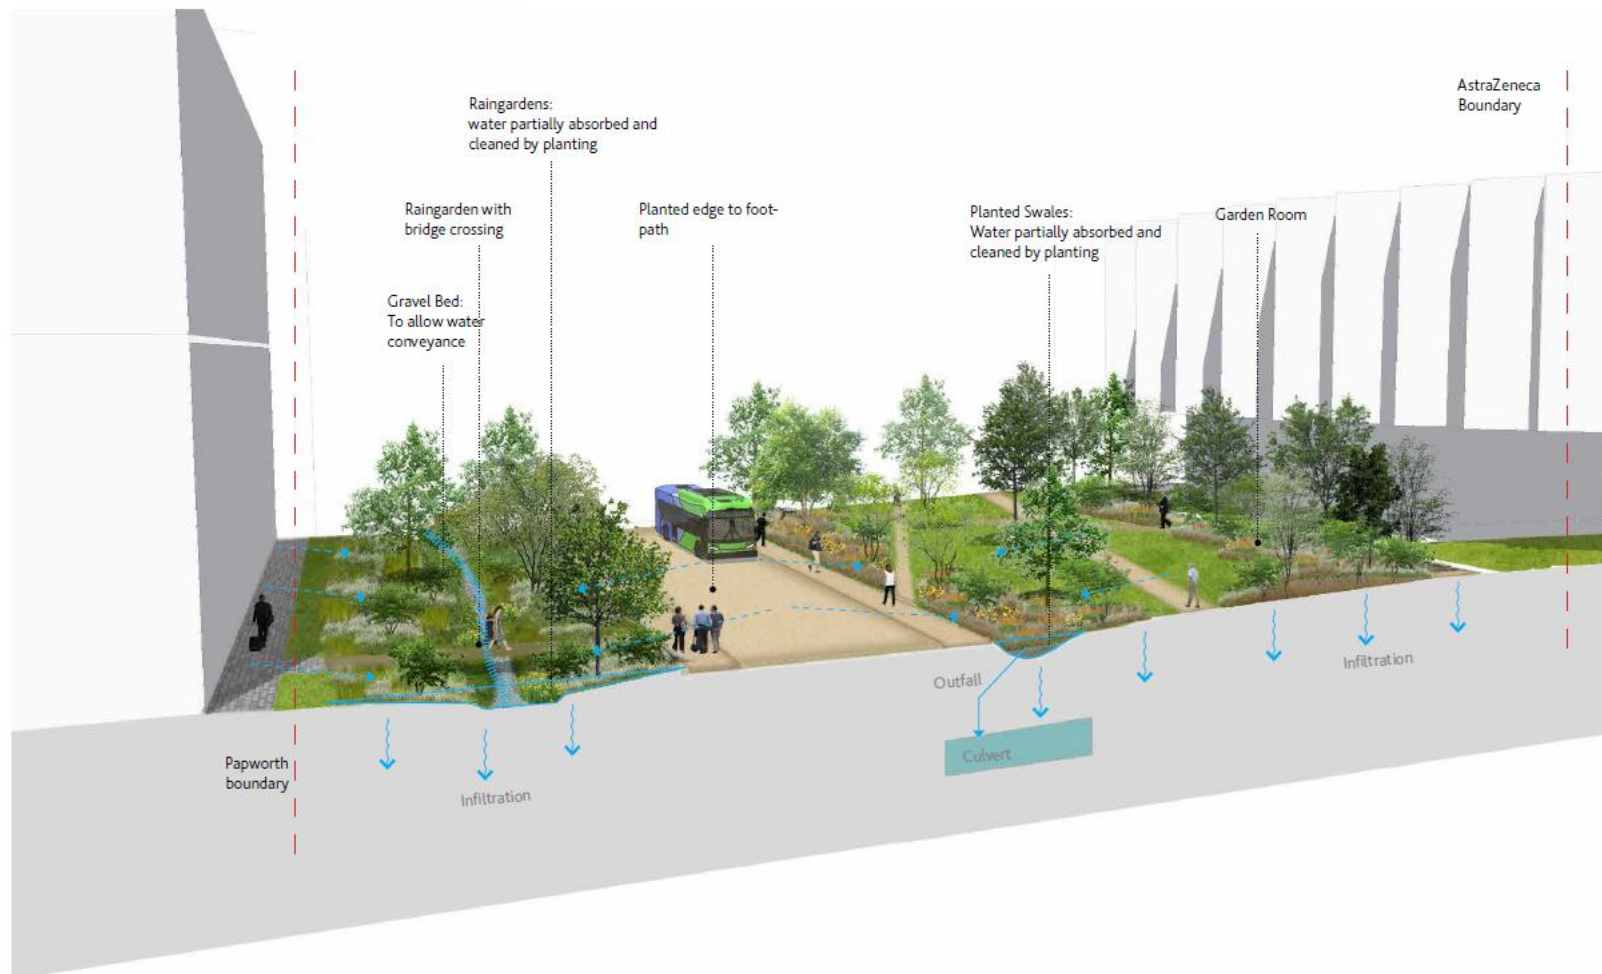 AstraZeneca
Boundary
Raingardens:
water partially absorbed and
cleaned by planting
Raingarden with
bridge crossing
Planted edge to foot-
path
Planted Swales:
Water partially absorbed and
cleaned by planting
Garden Room
Gravel Bed:
To allow water
conveyance
Infiltration
Outfall
Culvert
Papworth
boundary
Infiltration